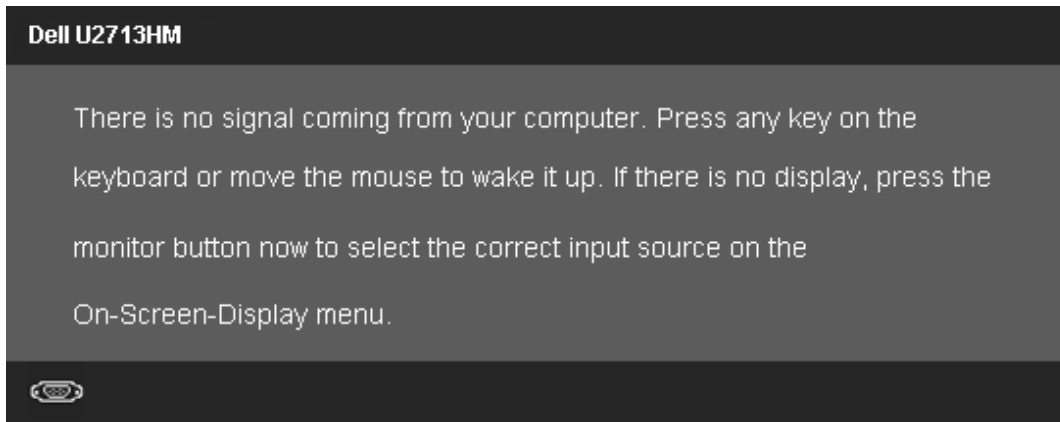 Dell U2713HM
There is no signal coming from your computer. Press any key on the
keyboard or move the mouse to wake it up. If there is no display, press the
monitor button now to select the correct input source on the
On-Screen-Display menu.